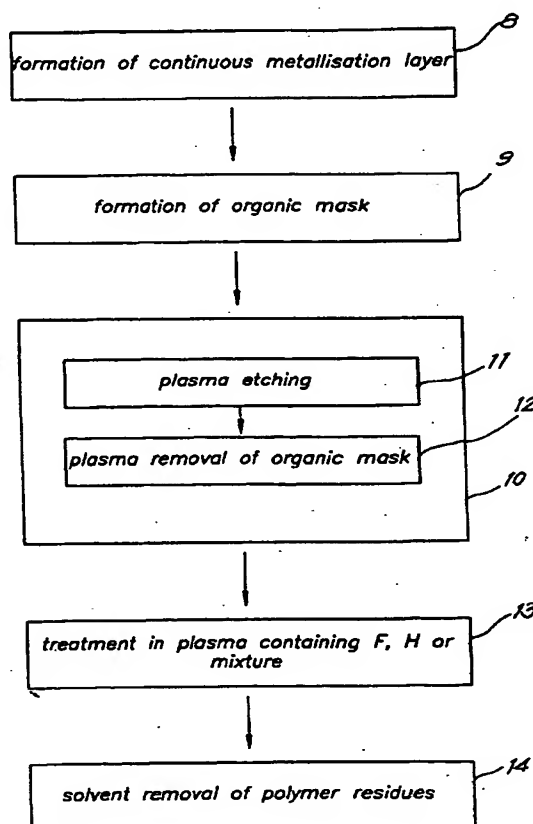 8
formation of continuous metallisation layer
9
formation of organic mask
11
plasma etching
12
plasma removal of organic mask
10
13
treatment in plasma containing F, H or
mixture
14
solvent removal of polymer residues